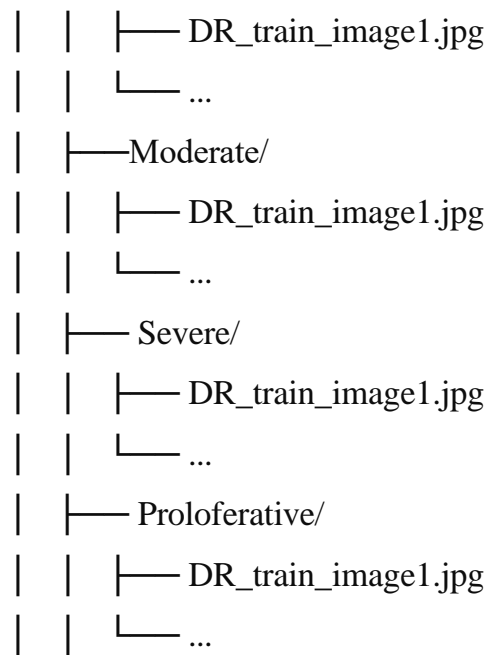 │ │ ├── DR_train_image1.jpg
│ │ └── ...
│ ├──Moderate/
│ │ ├── DR_train_image1.jpg
│ │ └── ...
│ ├── Severe/
│ │ ├── DR_train_image1.jpg
│ │ └── ...
│ ├── Proloferative/
│ │ ├── DR_train_image1.jpg
│ │ └── ...